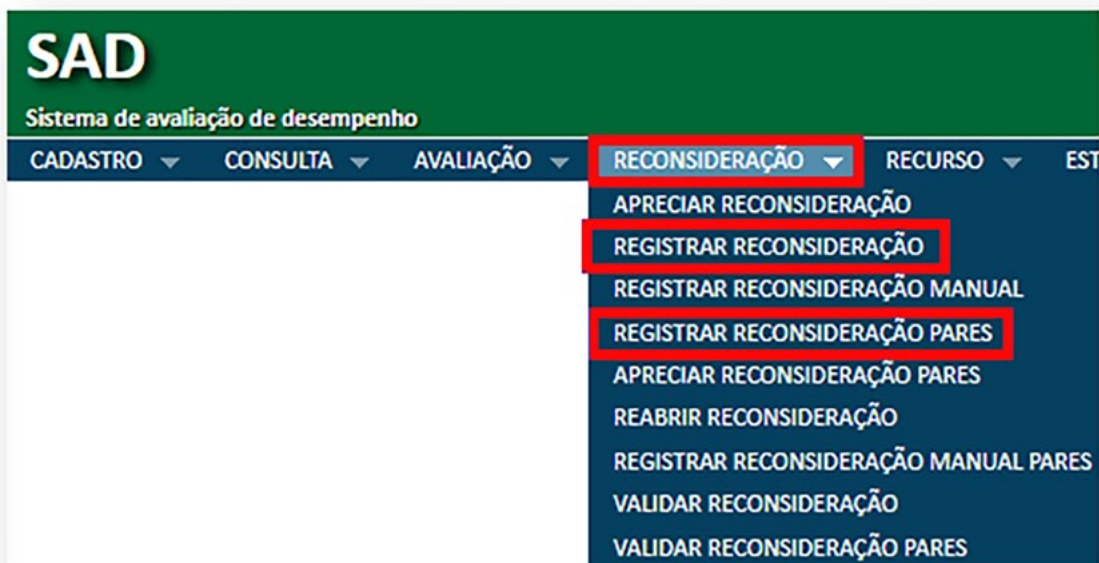 SAD
Sistema de avaliação de desempenho
CADASTRO CONSULTA AVALIAÇÃO RECONSIDERAÇÃO RECURSO EST
APRECIAR RECONSIDERAÇÃO
REGISTRAR RECONSIDERAÇÃO
REGISTRAR RECONSIDERAÇÃO MANUAL
REGISTRAR RECONSIDERAÇÃO PARES
APRECIAR RECONSIDERAÇÃO PARES
REABRIR RECONSIDERAÇÃO
REGISTRAR RECONSIDERAÇÃO MANUAL PARES
VALIDAR RECONSIDERAÇÃO
VALIDAR RECONSIDERAÇÃO PARES